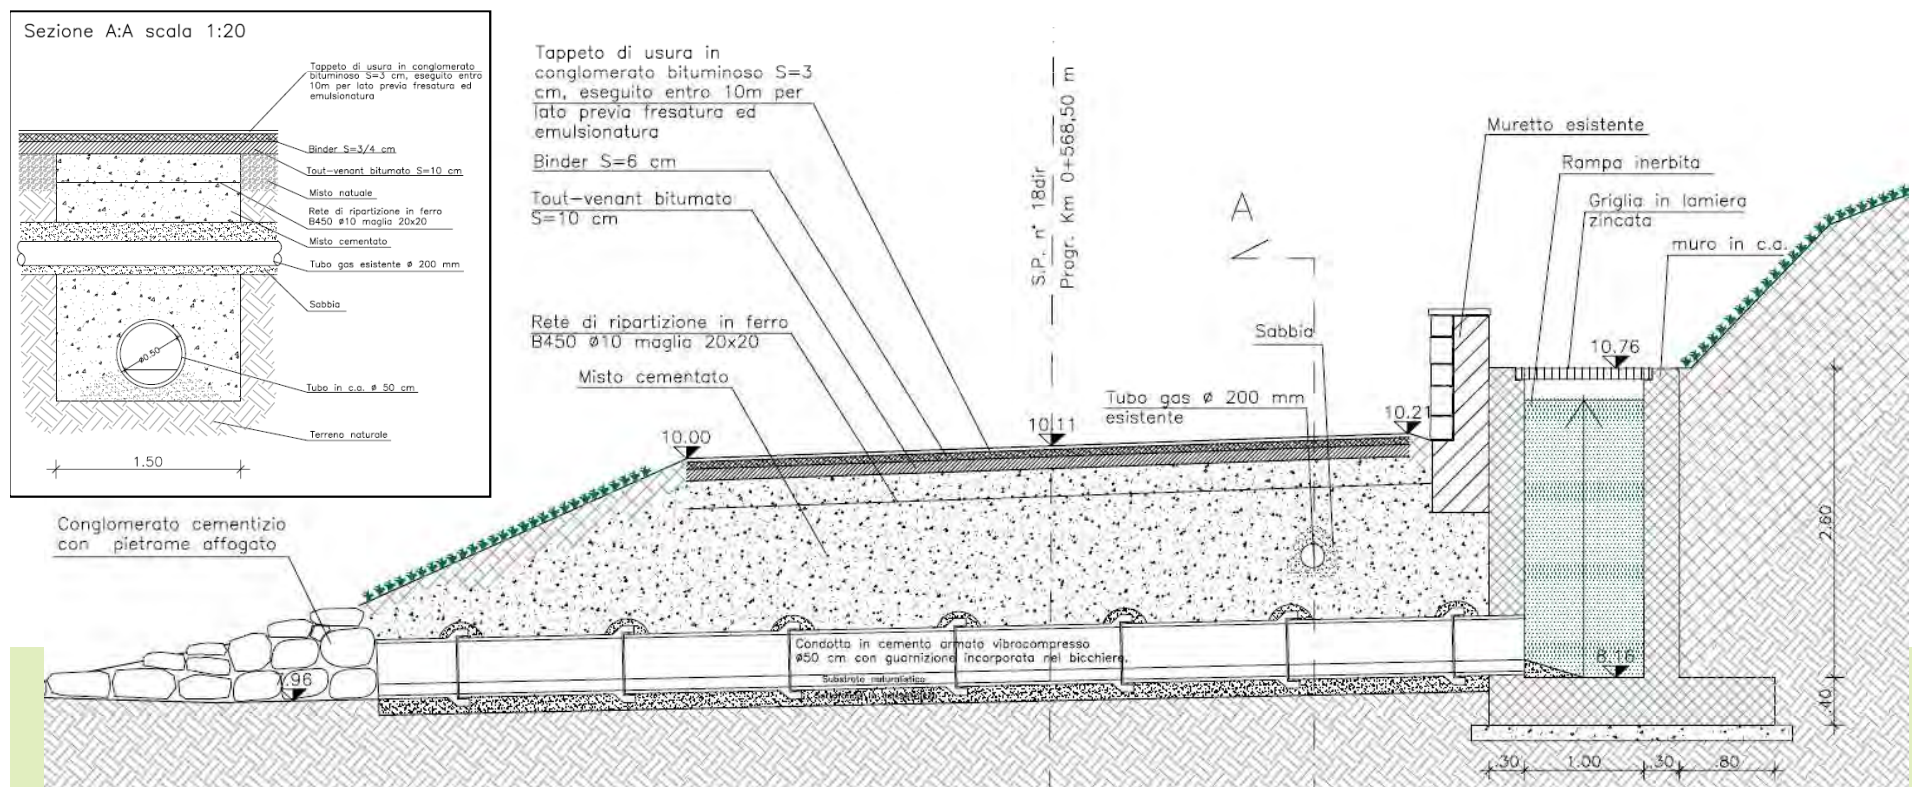 Sezione A:A scala 1:20
Tappeto di usura in conglomerato
bituminoso S=3 cm, eseguito entro
10m per lato previa fresatura ed
emulsionatura
Binder S=3/4 cm
Tout-venant bitumato S=10 cm
Misto natuale
Rete di ripartizione in ferro
B450 ø10 maglia 20x20
Misto cementato
Tubo gas esistente ø 200 mm
Sabbia
ø0.50
Tubo in c.a. ø 50 cm
Terreno naturale
1.50
Tappeto di usura in
conglomerato bituminoso S=3
cm, eseguito entro 10m per
lato previa fresatura ed
emulsionatura
Binder S=6 cm
Tout-venant bitumato
S=10 cm
Rete di ripartizione in ferro
B450 ø10 maglia 20x20
Misto cementato
S.P. n° 18dir
Progr. Km 0+568,50 m
A
Sabbia
Tubo gas ø 200 mm
esistente
Muretto esistente
Rampa inerbita
Griglia in lamiera
zincata
muro in c.a.
10.76
10.21
10.11
10.00
Conglomerato cementizio
con pietrame affogato
Condotta in cemento armato vibrocompresso
ø50 cm con guarnizione incorporata nel bicchiere.
Substrato naturalistico
7.96
8.16
2.60
.40
.30
1.00
.30
.80